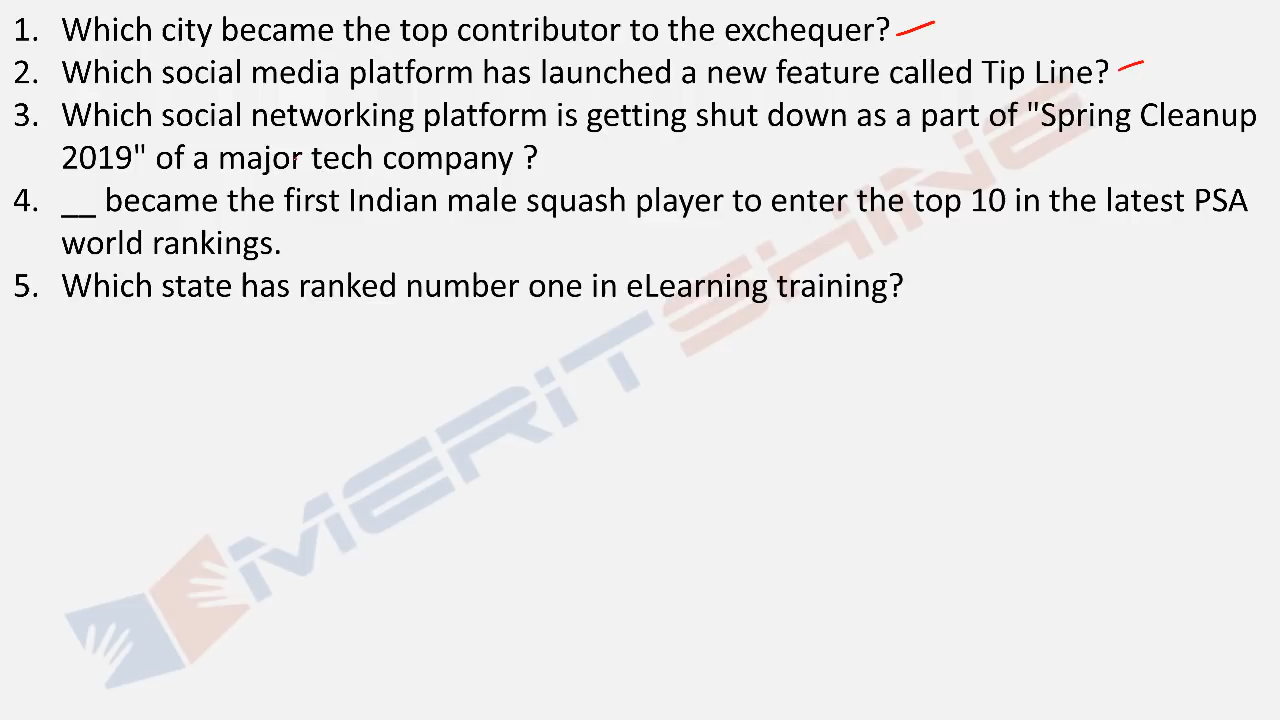 1. Which city became the top contributor to the exchequer?
2. Which social media platform has launched a new feature called Tip Line?
3. Which social networking platform is getting shut down as a part of "Spring Cleanup
2019" of a major tech company ?
4. __ became the first Indian male squash player to enter the top 10 in the latest PSA
world rankings.
5. Which state has ranked number one in eLearning training?
MERiT SHINE